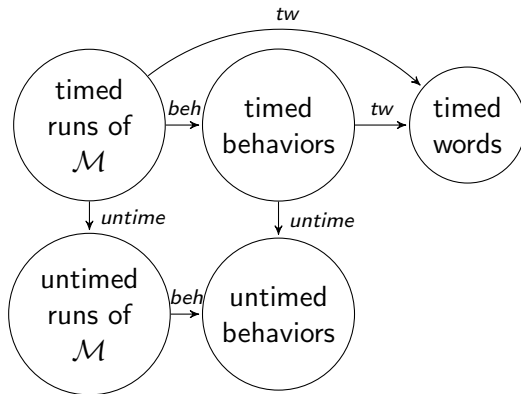 tw
timed
runs of
ℳ
beh
timed
behaviors
tw
timed
words
untime
untime
untimed
runs of
ℳ
beh
untimed
behaviors